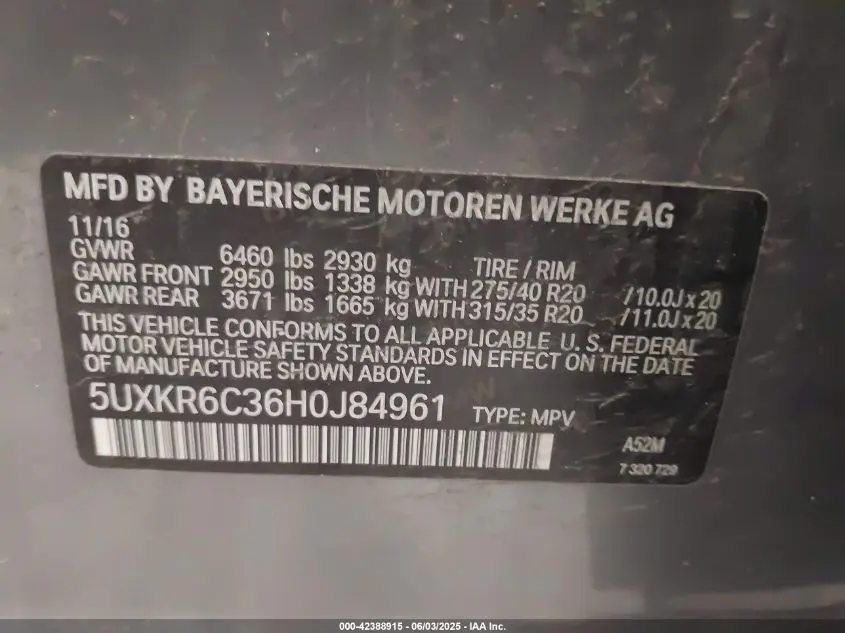 MFD BY BAYERISCHE MOTOREN WERKE AG
11/16
GVWR 6460 lbs 2930 kg TIRE / RIM
GAWR FRONT 2950 lbs 1338 kg WITH 275/40 R20 /10.0J x 20
GAWR REAR 3671 lbs 1665 kg WITH 315/35 R20 /11.0J x 20
THIS VEHICLE CONFORMS TO ALL APPLICABLE U. S. FEDERAL
MOTOR VEHICLE SAFETY STANDARDS IN EFFECT ON THE DATE
OF MANUFACTURE SHOWN ABOVE.
5UXKR6C36H0J84961 TYPE: MPV
A52M
7 320 729
000-42388915 - 06/03/2025 - IAA Inc.